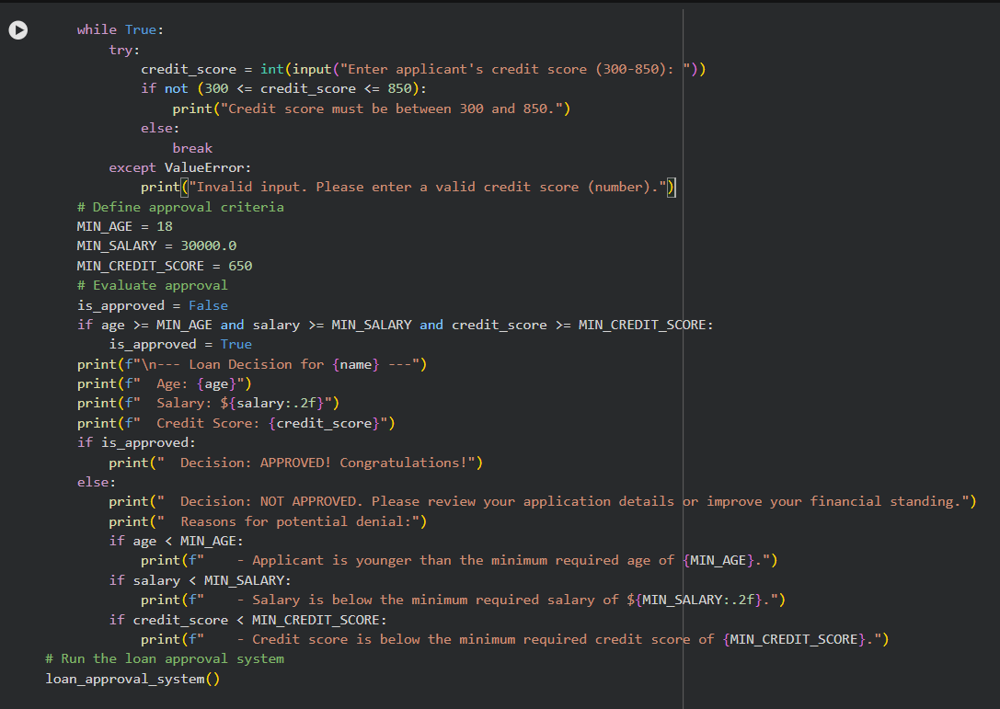 while True:
        try:
            credit_score = int(input("Enter applicant's credit score (300-850): "))
            if not (300 <= credit_score <= 850):
                print("Credit score must be between 300 and 850.")
            else:
                break
        except ValueError:
            print("Invalid input. Please enter a valid credit score (number).")
    # Define approval criteria
    MIN_AGE = 18
    MIN_SALARY = 30000.0
    MIN_CREDIT_SCORE = 650
    # Evaluate approval
    is_approved = False
    if age >= MIN_AGE and salary >= MIN_SALARY and credit_score >= MIN_CREDIT_SCORE:
        is_approved = True
    print(f"\n--- Loan Decision for {name} ---")
    print(f"  Age: {age}")
    print(f"  Salary: ${salary:.2f}")
    print(f"  Credit Score: {credit_score}")
    if is_approved:
        print("  Decision: APPROVED! Congratulations!")
    else:
        print("  Decision: NOT APPROVED. Please review your application details or improve your financial standing.")
        print("  Reasons for potential denial:")
        if age < MIN_AGE:
            print(f"    - Applicant is younger than the minimum required age of {MIN_AGE}.")
        if salary < MIN_SALARY:
            print(f"    - Salary is below the minimum required salary of ${MIN_SALARY:.2f}.")
        if credit_score < MIN_CREDIT_SCORE:
            print(f"    - Credit score is below the minimum required credit score of {MIN_CREDIT_SCORE}.")
# Run the loan approval system
loan_approval_system()